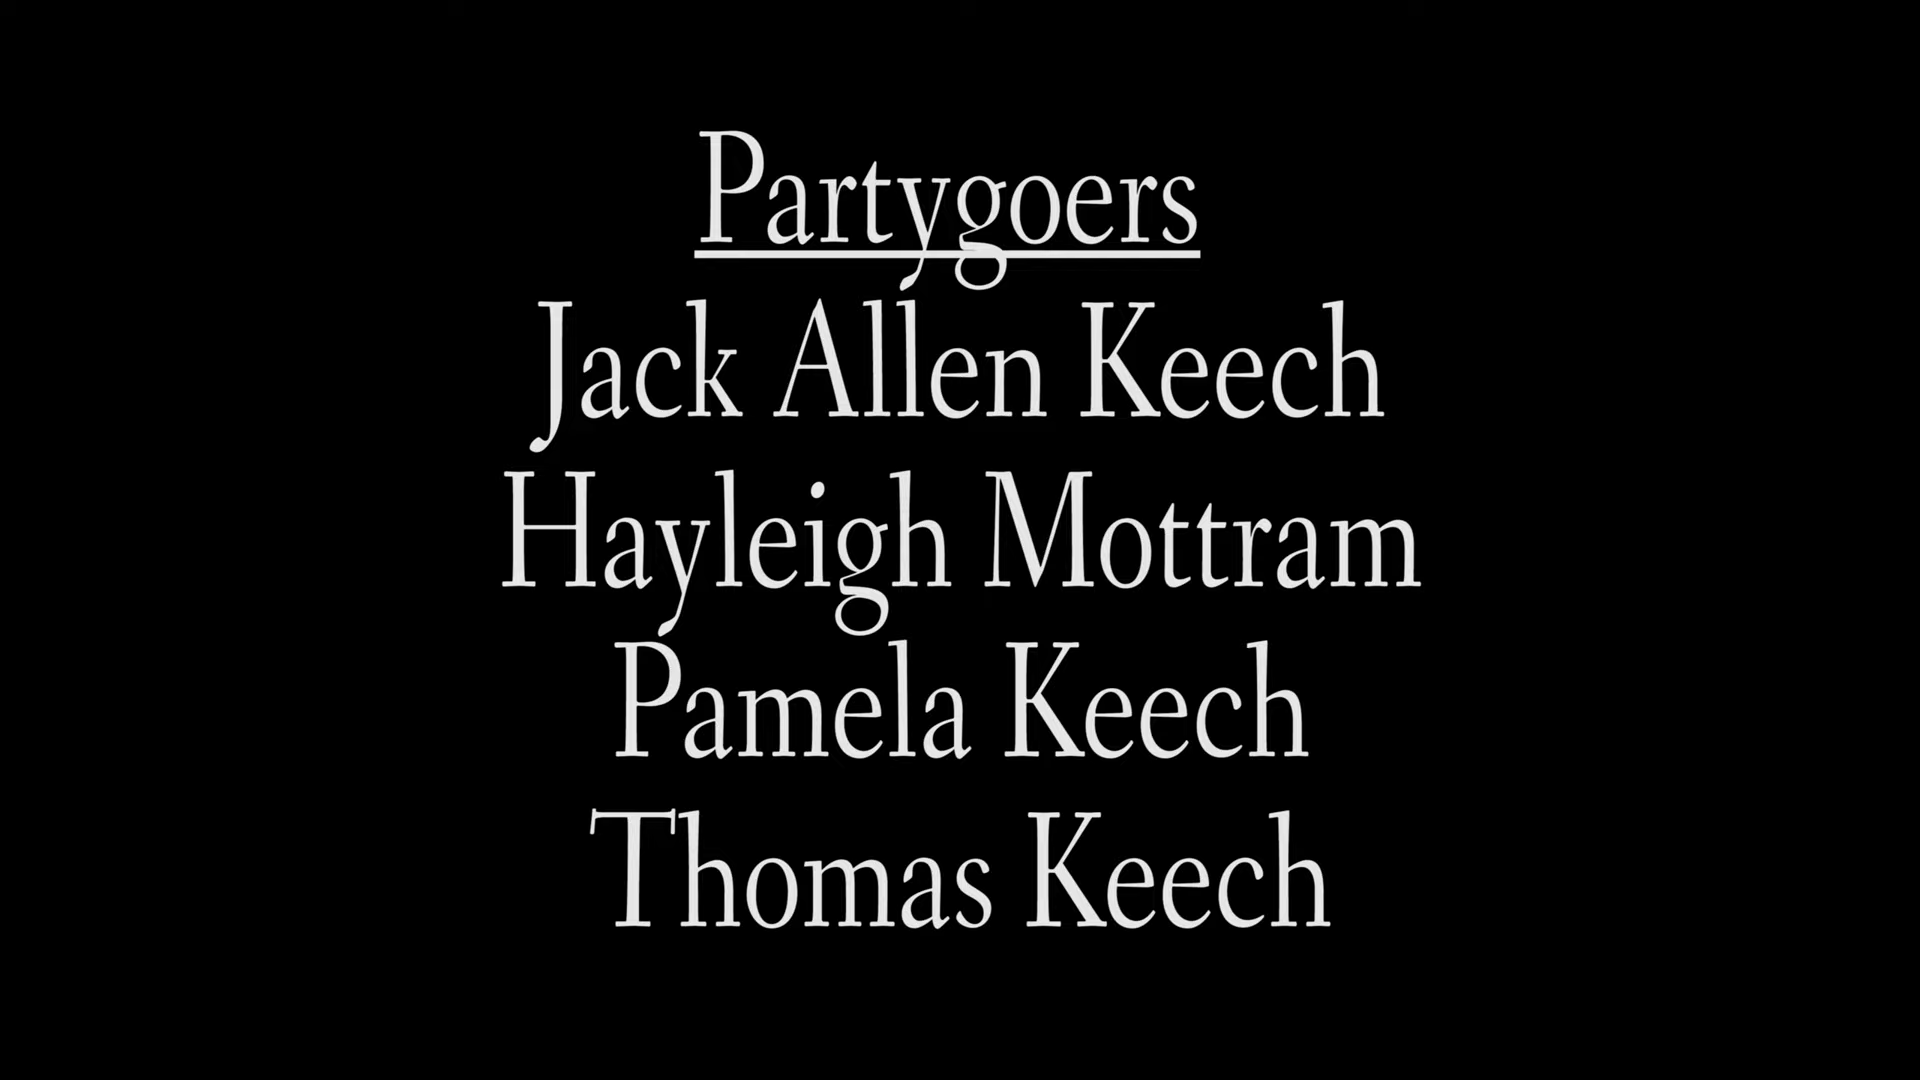 Partygoers
Jack Allen Keech
Hayleigh Mottram
Pamela Keech
Thomas Keech